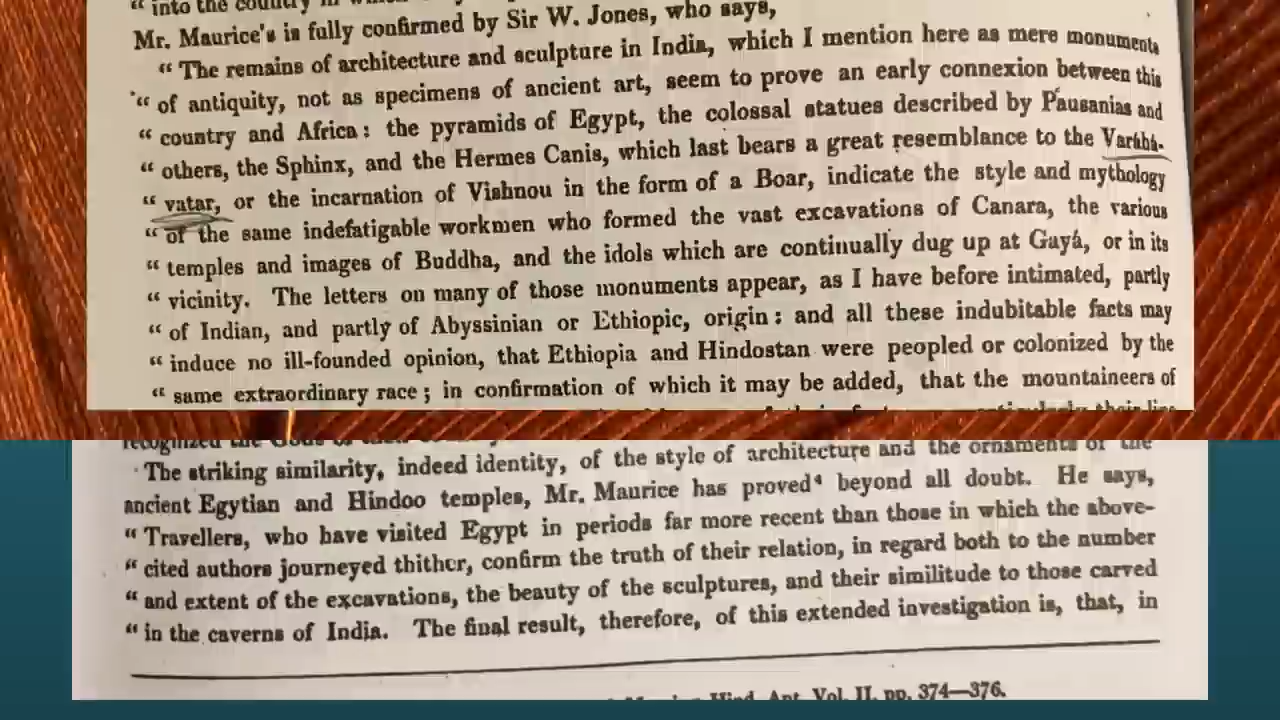 “ into the country in
Mr. Maurice's is fully confirmed by Sir W. Jones, who says,
“ The remains of architecture and sculpture in India, which I mention here as mere monuments
“ of antiquity, not as specimens of ancient art, seem to prove an early connexion between this
“ country and Africa: the pyramids of Egypt, the colossal statues described by Pausanias and
“ others, the Sphinx, and the Hermes Canis, which last bears a great resemblance to the Varáhá-
“ vatar, or the incarnation of Vishnou in the form of a Boar, indicate the style and mythology
“ of the same indefatigable workmen who formed the vast excavations of Canara, the various
“ temples and images of Buddha, and the idols which are continually dug up at Gayá, or in its
“ vicinity. The letters on many of those monuments appear, as I have before intimated, partly
“ of Indian, and partly of Abyssinian or Ethiopic, origin: and all these indubitable facts may
“ induce no ill-founded opinion, that Ethiopia and Hindostan were peopled or colonized by the
“ same extraordinary race; in confirmation of which it may be added, that the mountaineers of
recognized the Gods of
The striking similarity, indeed identity, of the style of architecture and the ornaments of the
ancient Egytian and Hindoo temples, Mr. Maurice has proved⁴ beyond all doubt. He says,
“ Travellers, who have visited Egypt in periods far more recent than those in which the above-
“ cited authors journeyed thither, confirm the truth of their relation, in regard both to the number
“ and extent of the excavations, the beauty of the sculptures, and their similitude to those carved
“ in the caverns of India. The final result, therefore, of this extended investigation is, that, in
Hind. Ant. Vol. II. pp. 374—376.